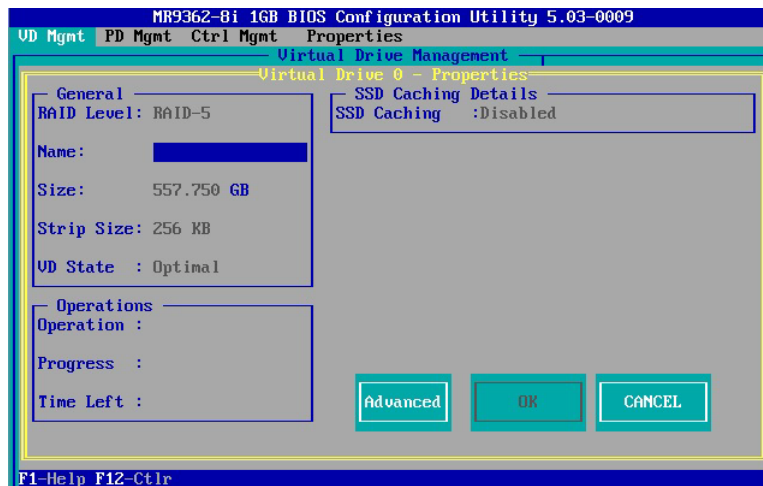 MR9362-8i 1GB BIOS Configuration Utility 5.03-0009
VD Mgmt PD Mgmt Ctrl Mgmt Properties
Virtual Drive Management
Virtual Drive 0 - Properties
General
RAID Level: RAID-5
Name:
Size: 557.750 GB
Strip Size: 256 KB
VD State : Optimal
Operations
Operation :
Progress :
Time Left :
SSD Caching Details
SSD Caching :Disabled
Advanced OK CANCEL
F1-Help F12-Ctlr